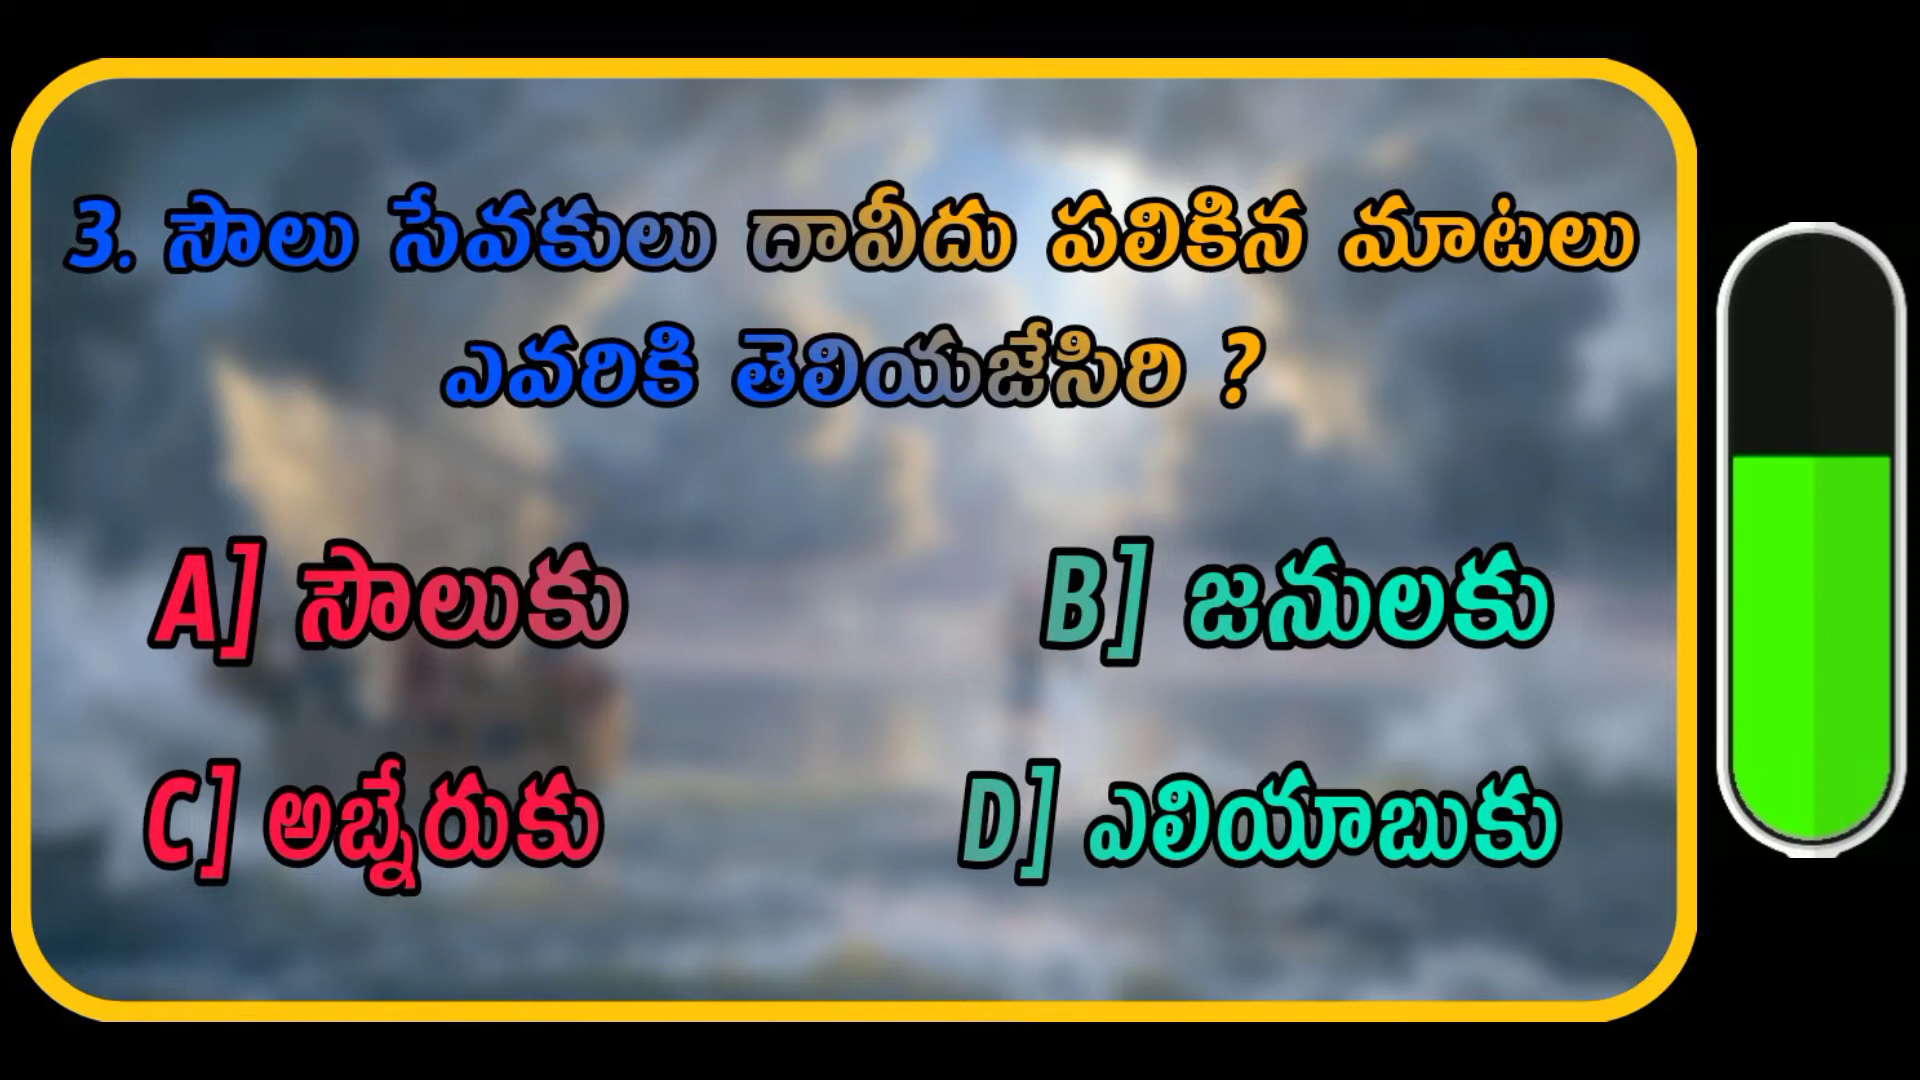 3. సౌలు సేవకులు దావీదు పలికిన మాటలు
ఎవరికి తెలియజేసిరి ?
A] సౌలుకు
B] జనులకు
C] అబ్నేరుకు
D] ఎలియాబుకు